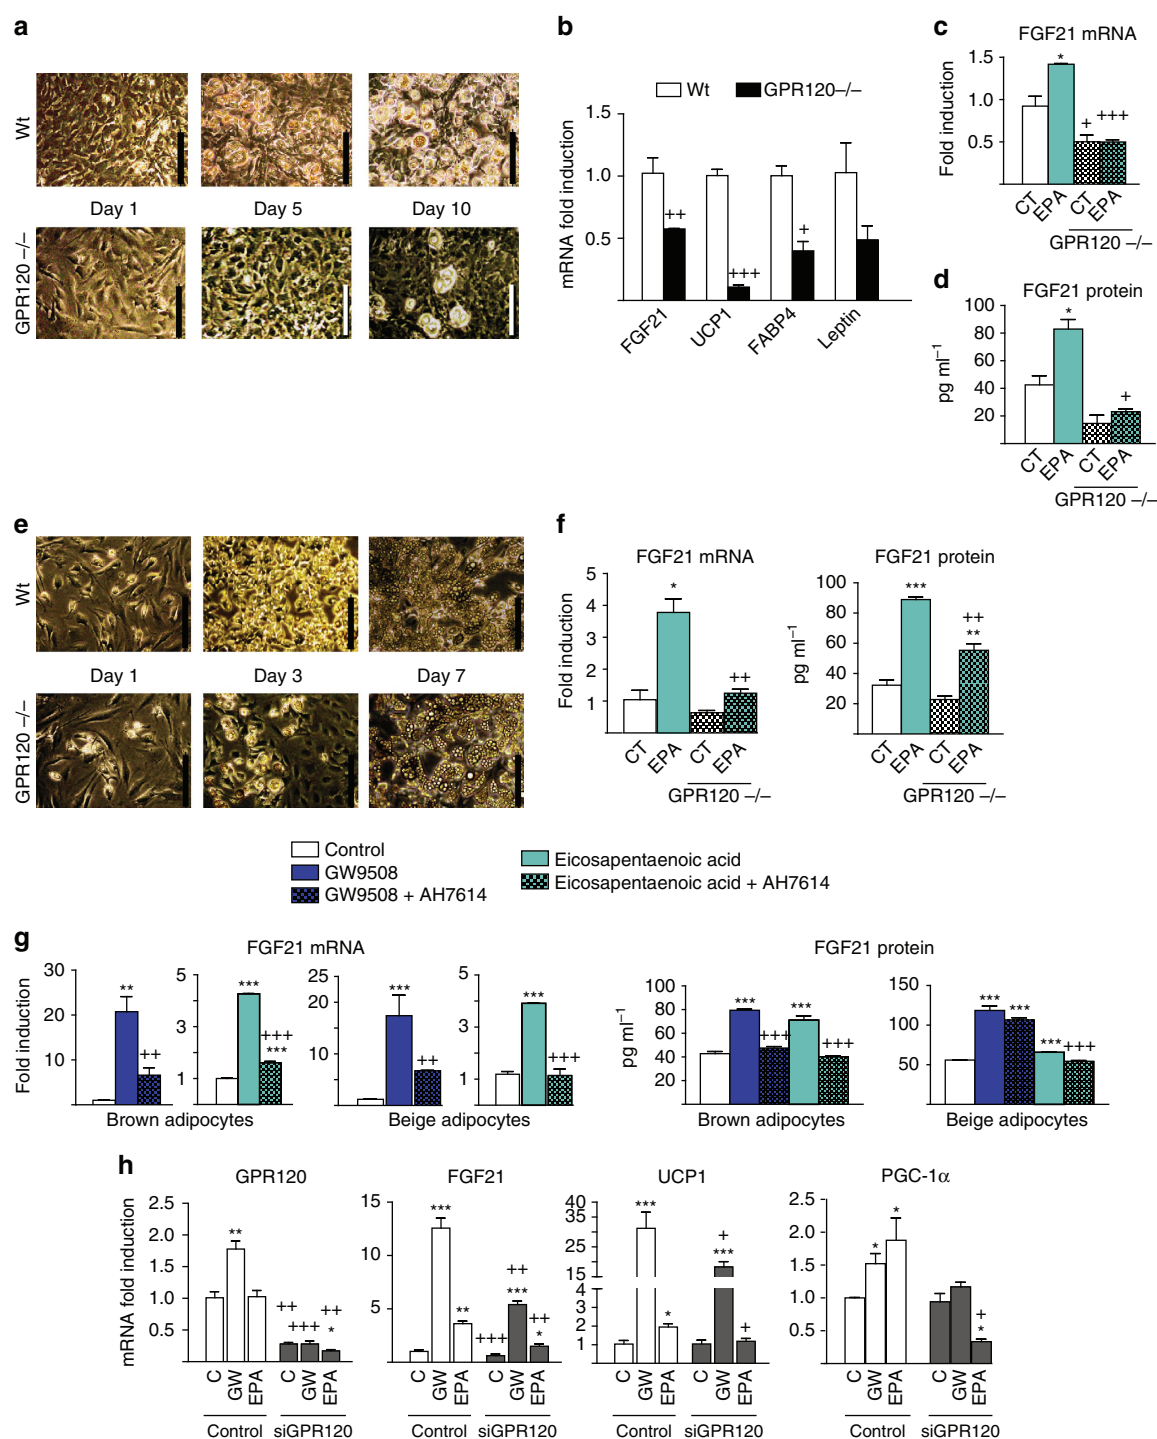 a
Wt
Day 1
Day 5
Day 10
GPR120 –/–
b
Wt
GPR120–/–
mRNA fold induction
1.5
1.0
0.5
++
+++
+
FGF21
UCP1
FABP4
Leptin
c
FGF21 mRNA
Fold induction
1.5
1.0
0.5
*
+
+++
CT
EPA
CT
EPA
GPR120 –/–
d
FGF21 protein
pg ml–1
100
80
60
40
20
*
+
CT
EPA
CT
EPA
GPR120 –/–
e
Wt
Day 1
Day 3
Day 7
GPR120 –/–
f
FGF21 mRNA
Fold induction
5
4
3
2
1
*
++
CT
EPA
CT
EPA
GPR120 –/–
FGF21 protein
pg ml–1
100
80
60
40
20
***
++
**
CT
EPA
CT
EPA
GPR120 –/–
Control
GW9508
GW9508 + AH7614
Eicosapentaenoic acid
Eicosapentaenoic acid + AH7614
g
FGF21 mRNA
Fold induction
30
20
10
**
++
5
3
1
***
+++
***
Brown adipocytes
25
15
5
***
++
5
3
1
***
+++
Beige adipocytes
FGF21 protein
pg ml–1
100
80
60
40
20
***
+++
***
+++
Brown adipocytes
150
100
50
***
***
***
+++
Beige adipocytes
h
GPR120
mRNA fold induction
2.5
2.0
1.5
1.0
0.5
**
++
+++
++
*
C
GW
EPA
C
GW
EPA
Control
siGPR120
FGF21
15
10
5
***
**
+++
++
***
++
*
C
GW
EPA
C
GW
EPA
Control
siGPR120
UCP1
40
35
25
15
4
2
1
***
*
+
***
+
C
GW
EPA
C
GW
EPA
Control
siGPR120
PGC-1α
2.5
2.0
1.5
1.0
0.5
*
*
+
*
C
GW
EPA
C
GW
EPA
Control
siGPR120